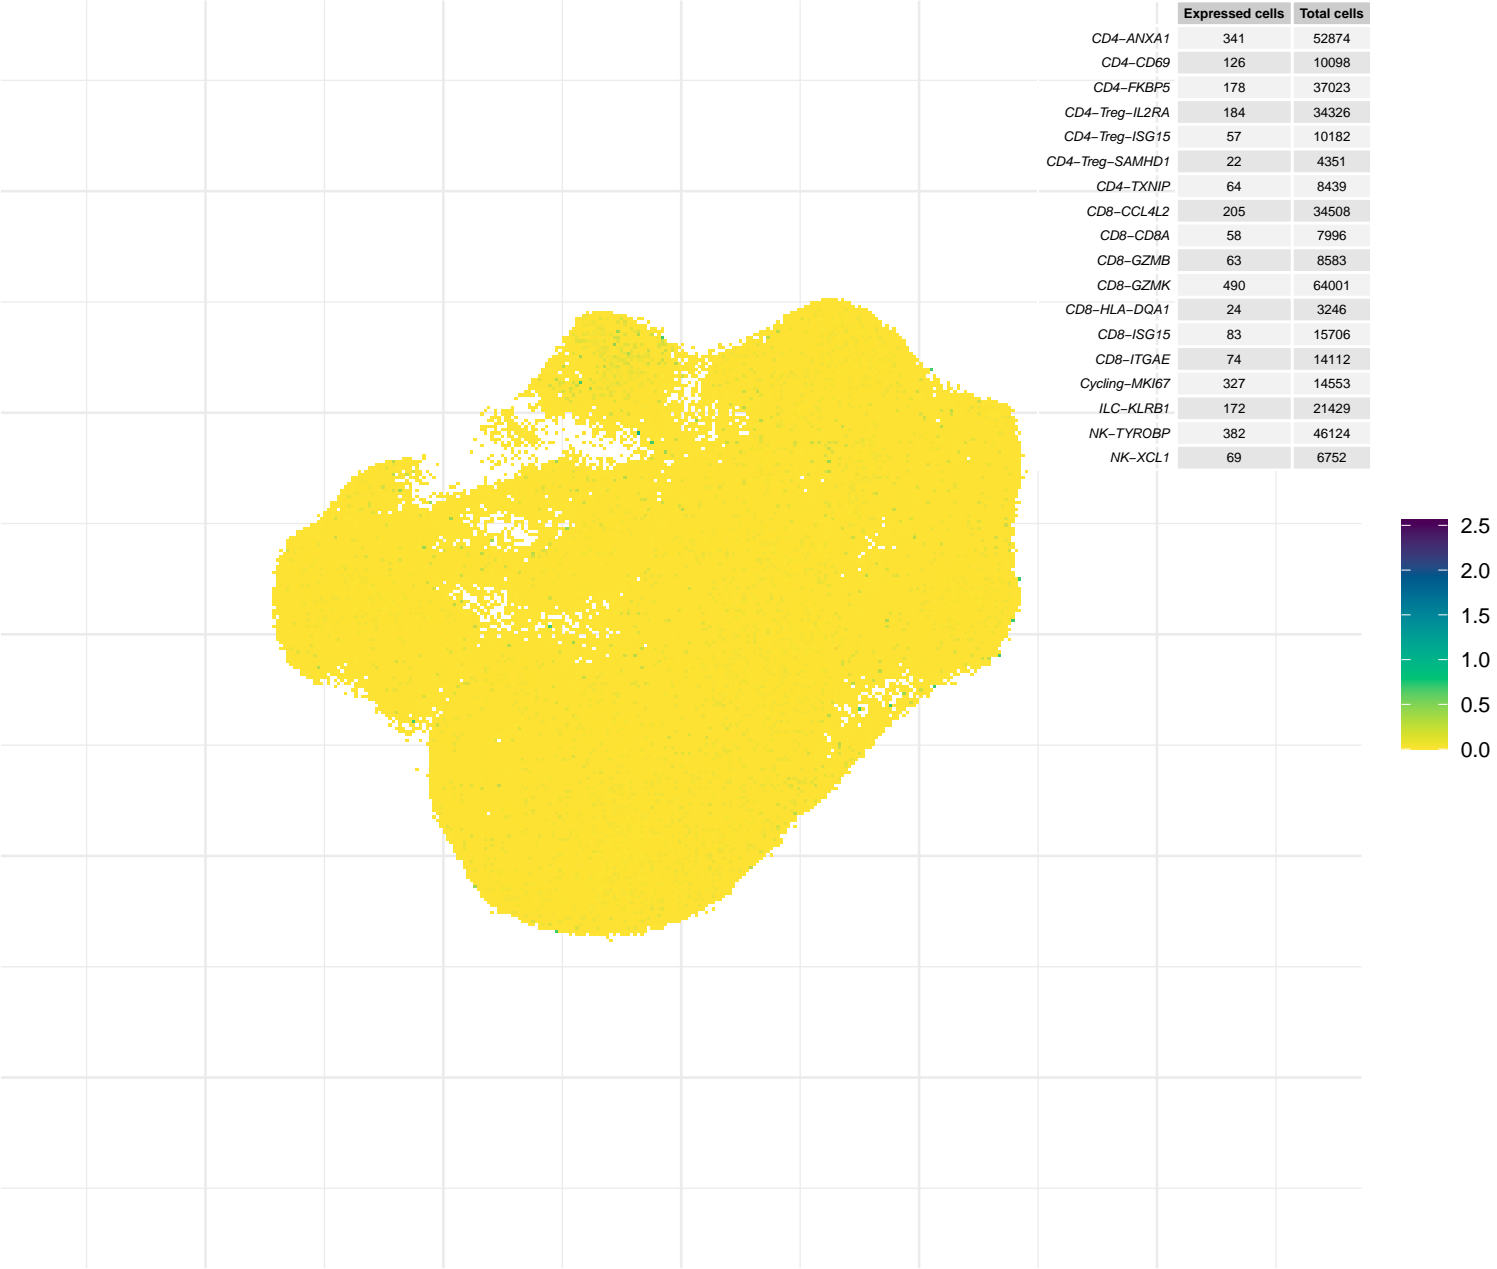 Expressed cells Total cells
CD4−ANXA1 341 52874
CD4−CD69 126 10098
CD4−FKBP5 178 37023
CD4−Treg−IL2RA 184 34326
CD4−Treg−ISG15 57 10182
CD4−Treg−SAMHD1 22 4351
CD4−TXNIP 64 8439
CD8−CCL4L2 205 34508
CD8−CD8A 58 7996
CD8−GZMB 63 8583
CD8−GZMK 490 64001
CD8−HLA−DQA1 24 3246
CD8−ISG15 83 15706
CD8−ITGAE 74 14112
Cycling−MKI67 327 14553
ILC−KLRB1 172 21429
NK−TYROBP 382 46124
NK−XCL1 69 6752
2.5
2.0
1.5
1.0
0.5
0.0